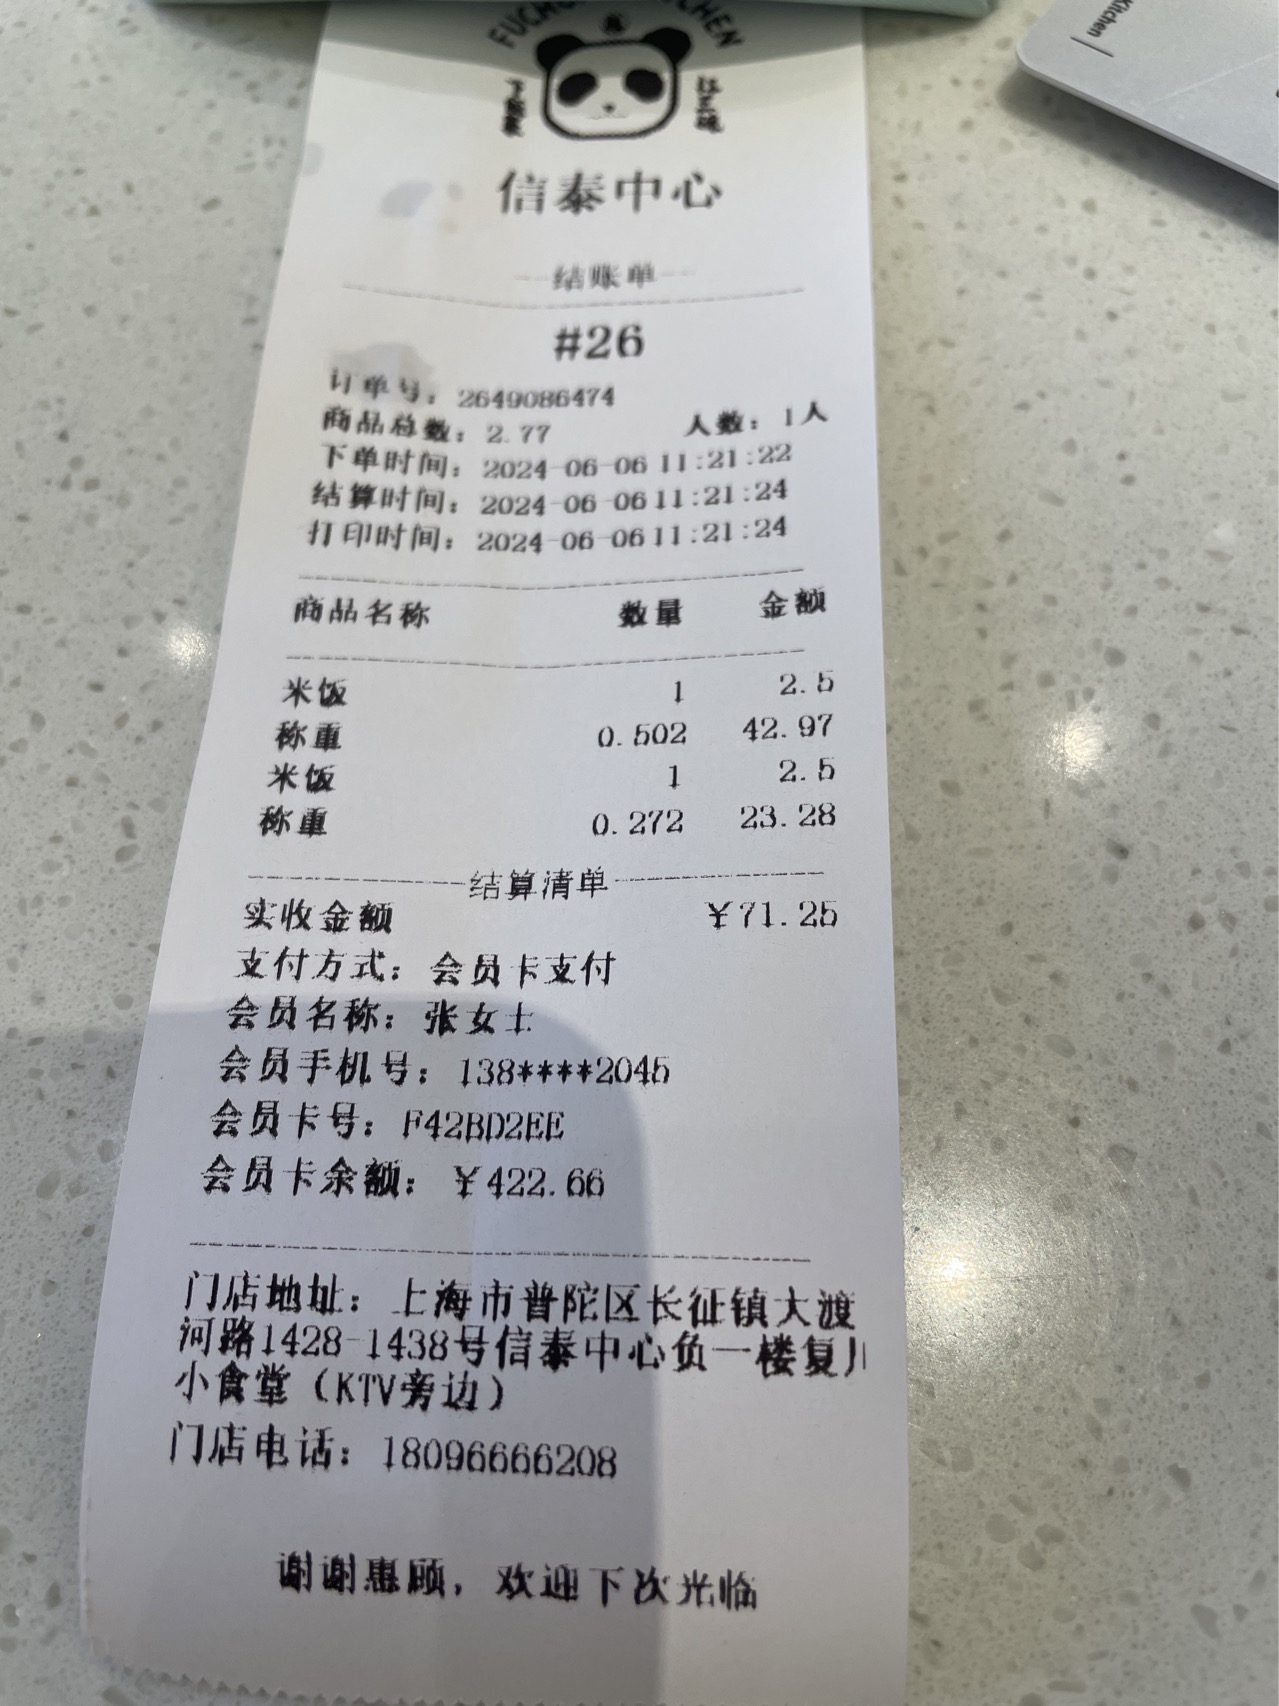 信泰中心
结账单
#26
订单号：2649086474
商品总数：2.77 人数：1人
下单时间：2024-06-06 11:21:22
结算时间：2024-06-06 11:21:24
打印时间：2024-06-06 11:21:24
商品名称 数量 金额
米饭 1 2.5
称重 0.502 42.97
米饭 1 2.5
称重 0.272 23.28
结算清单
实收金额 ￥71.25
支付方式：会员卡支付
会员名称：张女士
会员手机号：138****2045
会员卡号：F42BD2EE
会员卡余额：￥422.66
门店地址：上海市普陀区长征镇大渡
河路1428-1438号信泰中心负一楼复川
小食堂（KTV旁边）
门店电话：18096666208
谢谢惠顾，欢迎下次光临
Kitchen